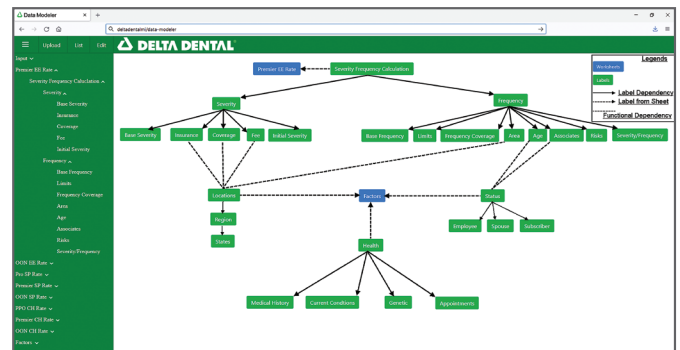 Data Modeler × +
deltadentalmi/data-modeler
Upload List Edit DELTA DENTAL
Input
Premier EE Rate
Severity Frequency Calculation
Severity
Base Severity
Insurance
Coverage
Fee
Initial Severity
Frequency
Base Frequency
Limits
Frequency Coverage
Area
Age
Associates
Risks
Severity/Frequency
OON EE Rate
Pos SP Rate
Premier SP Rate
OON SP Rate
PPO CH Rate
Premier CH Rate
OON CH Rate
Factors
Premier EE Rate Severity Frequency Calculation
Severity Frequency
Base Severity Insurance Coverage Fee Initial Severity Base Frequency Limits Frequency Coverage Area Age Associates Risks Severity/Frequency
Locations Factors Status
Region
States
Employee Spouse Subscriber
Health
Medical History Current Conditions Genetic Appointments
Legends
Worksheets
Labels
Label Dependency
Label from Sheet
Functional Dependency